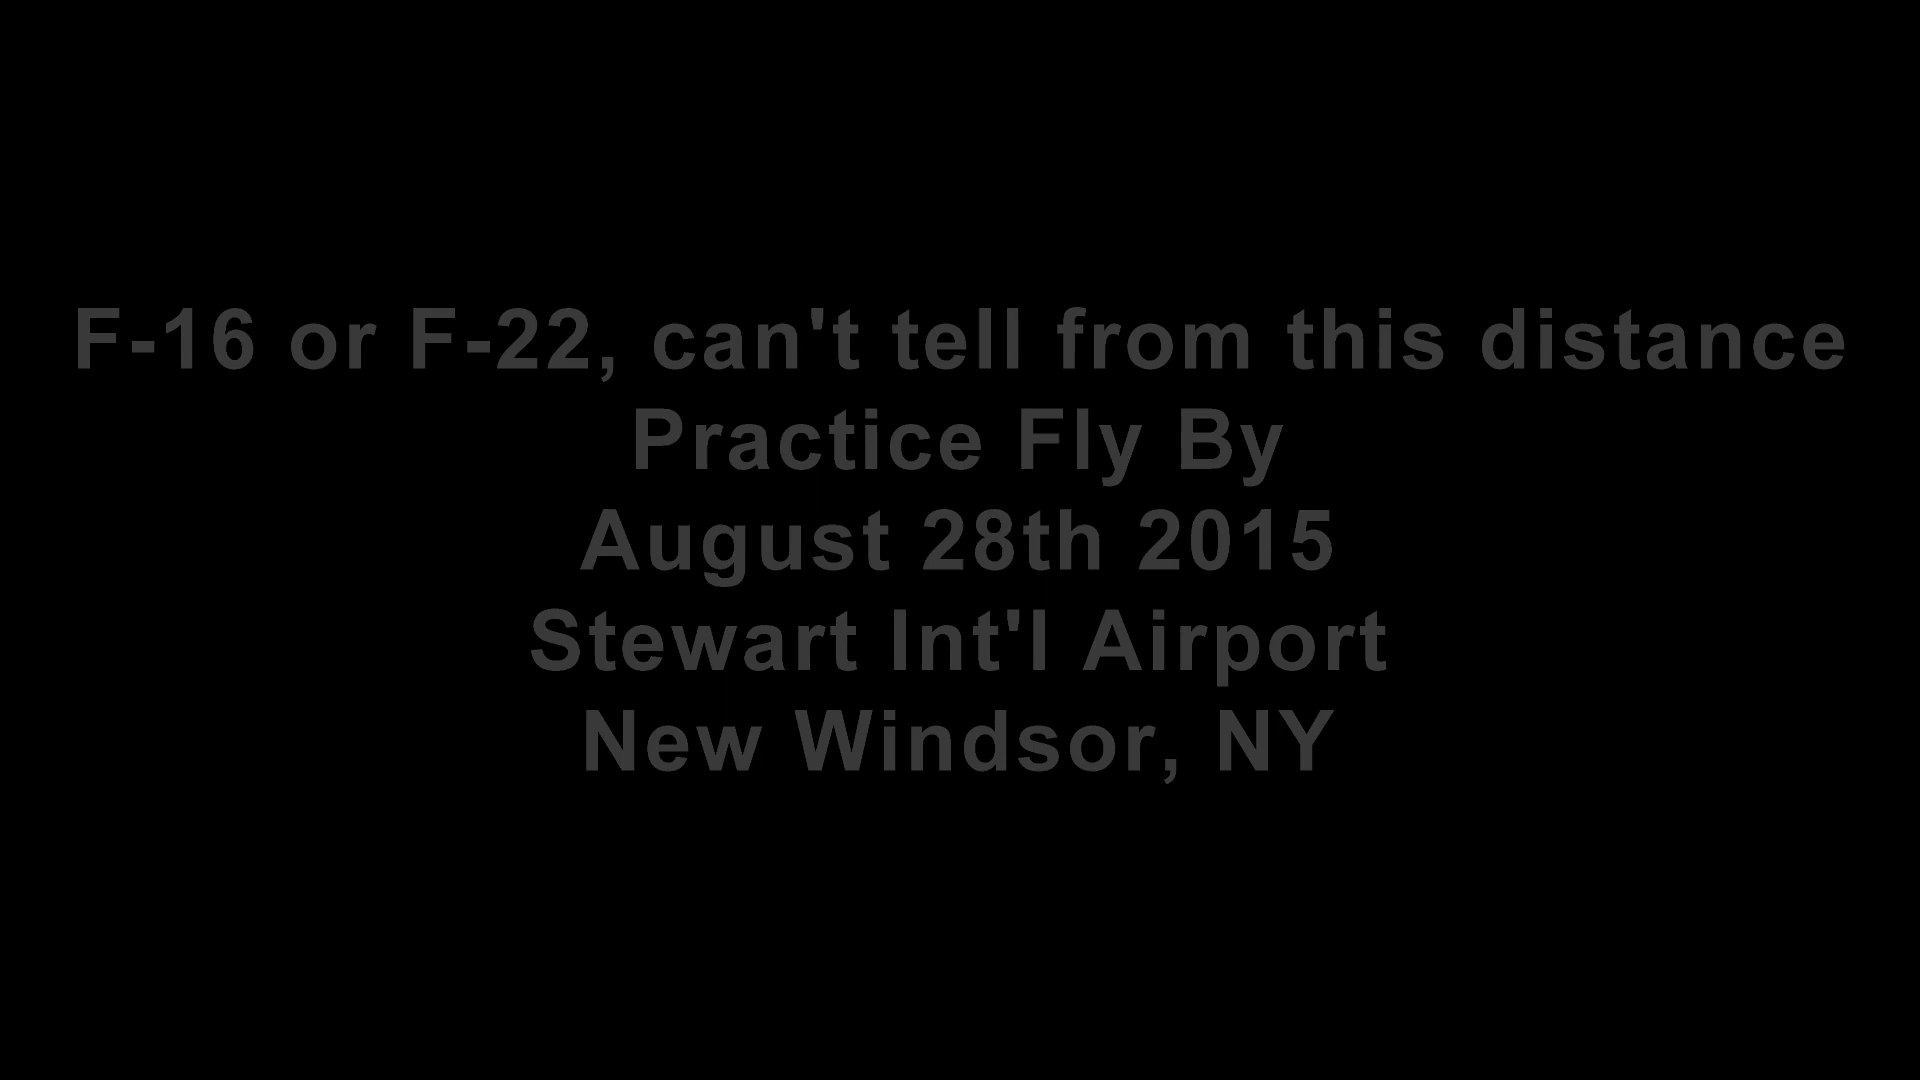 F-16 or F-22, can't tell from this distance
Practice Fly By
August 28th 2015
Stewart Int'l Airport
New Windsor, NY